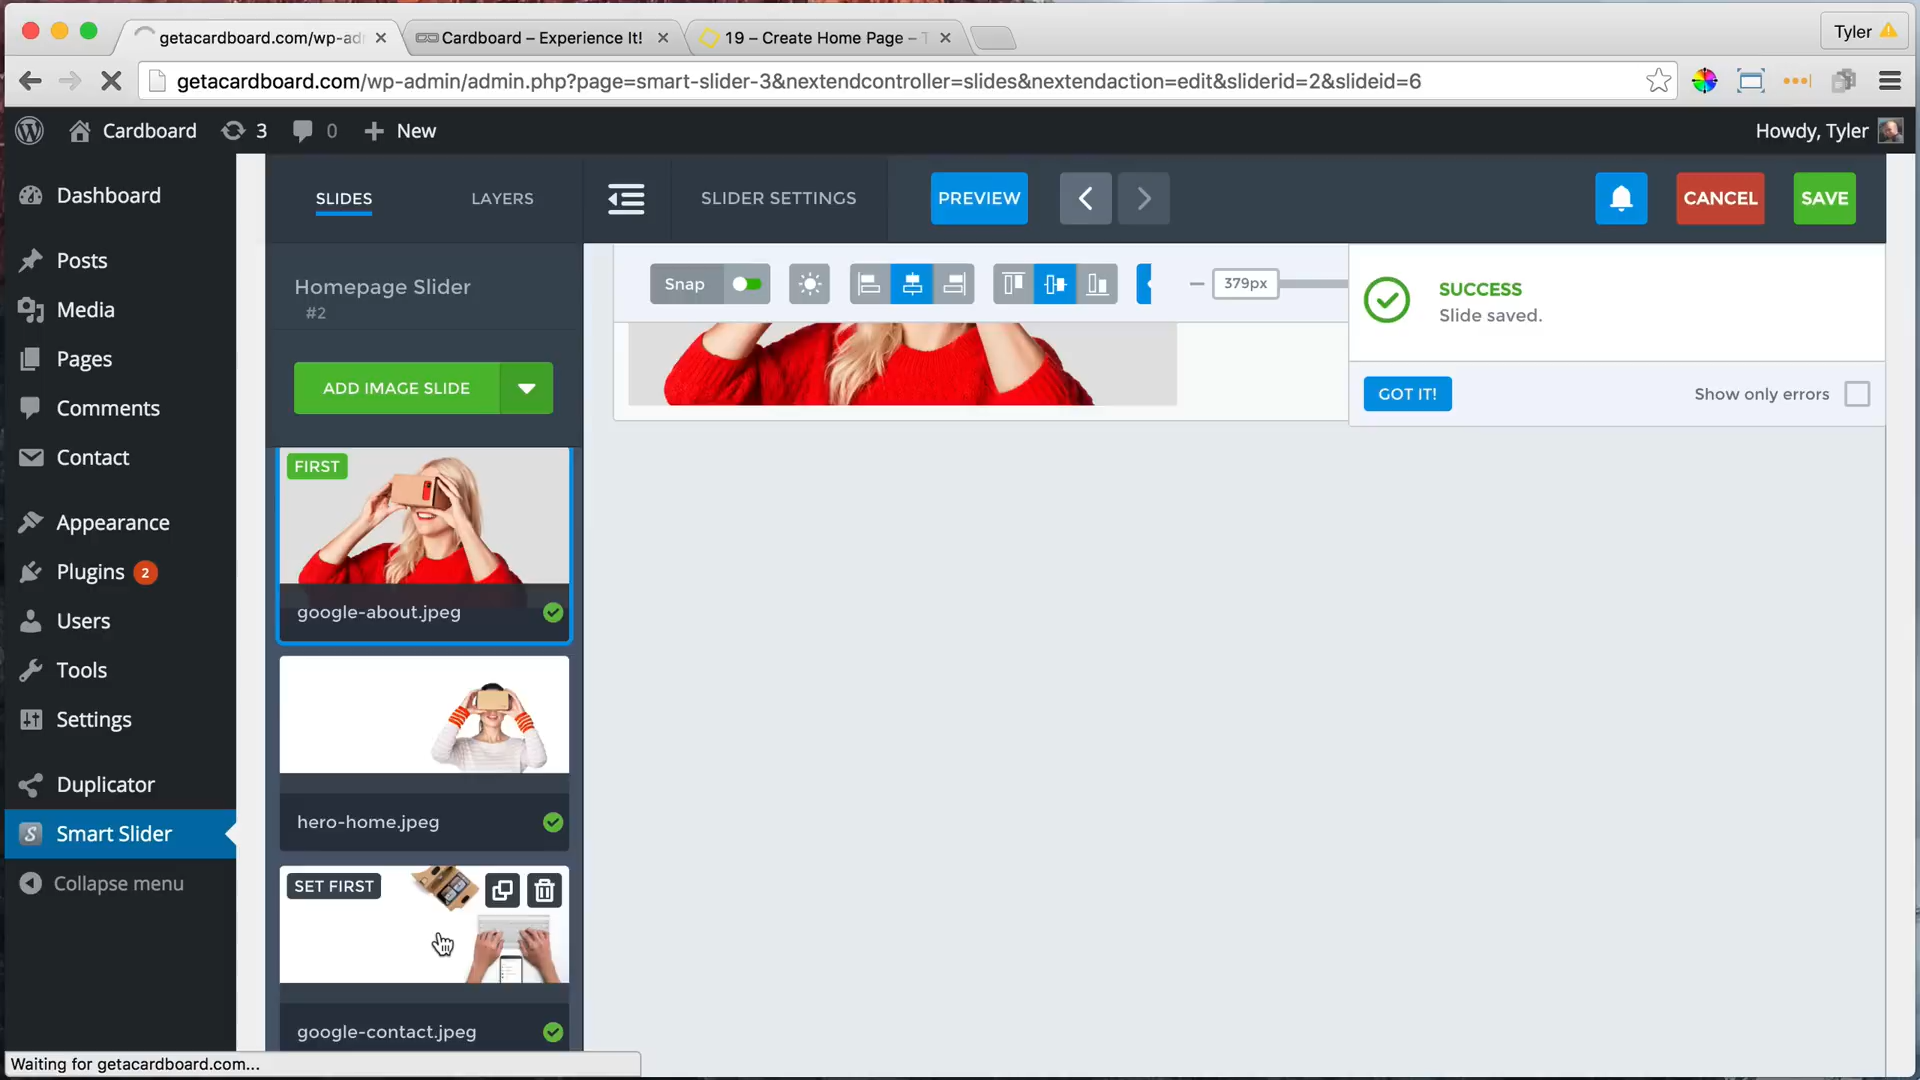 getacardboard.com/wp-ad
Cardboard – Experience It!
19 – Create Home Page – T
Tyler
getacardboard.com/wp-admin/admin.php?page=smart-slider-3&nextendcontroller=slides&nextendaction=edit&sliderid=2&slideid=6
Cardboard
3
0
New
Howdy, Tyler
Dashboard
Posts
Media
Pages
Comments
Contact
Appearance
Plugins 2
Users
Tools
Settings
Duplicator
Smart Slider
Collapse menu
SLIDES
LAYERS
SLIDER SETTINGS
PREVIEW
CANCEL
SAVE
Homepage Slider
#2
ADD IMAGE SLIDE
FIRST
google-about.jpeg
hero-home.jpeg
SET FIRST
google-contact.jpeg
Snap
379px
SUCCESS
Slide saved.
GOT IT!
Show only errors
Waiting for getacardboard.com...